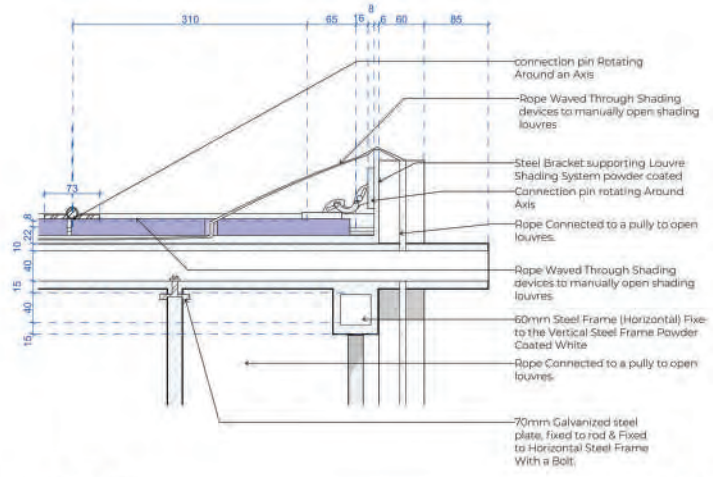 310
65
16
8
6
60
85
connection pin Rotating
Around an Axis
Rope Waved Through Shading
devices to manually open shading
louvres
Steel Bracket supporting Louvre
Shading System powder coated
Connection pin rotating Around
Axis
Rope Connected to a pully to open
louvres.
Rope Waved Through Shading
devices to manually open shading
louvres
60mm Steel Frame (Horizontal) Fixe
to the Vertical Steel Frame Powder
Coated White
Rope Connected to a pully to open
louvres.
70mm Galvanized steel
plate, fixed to rod & Fixed
to Horizontal Steel Frame
With a Bolt.
73
8
22
10
40
15
40
15